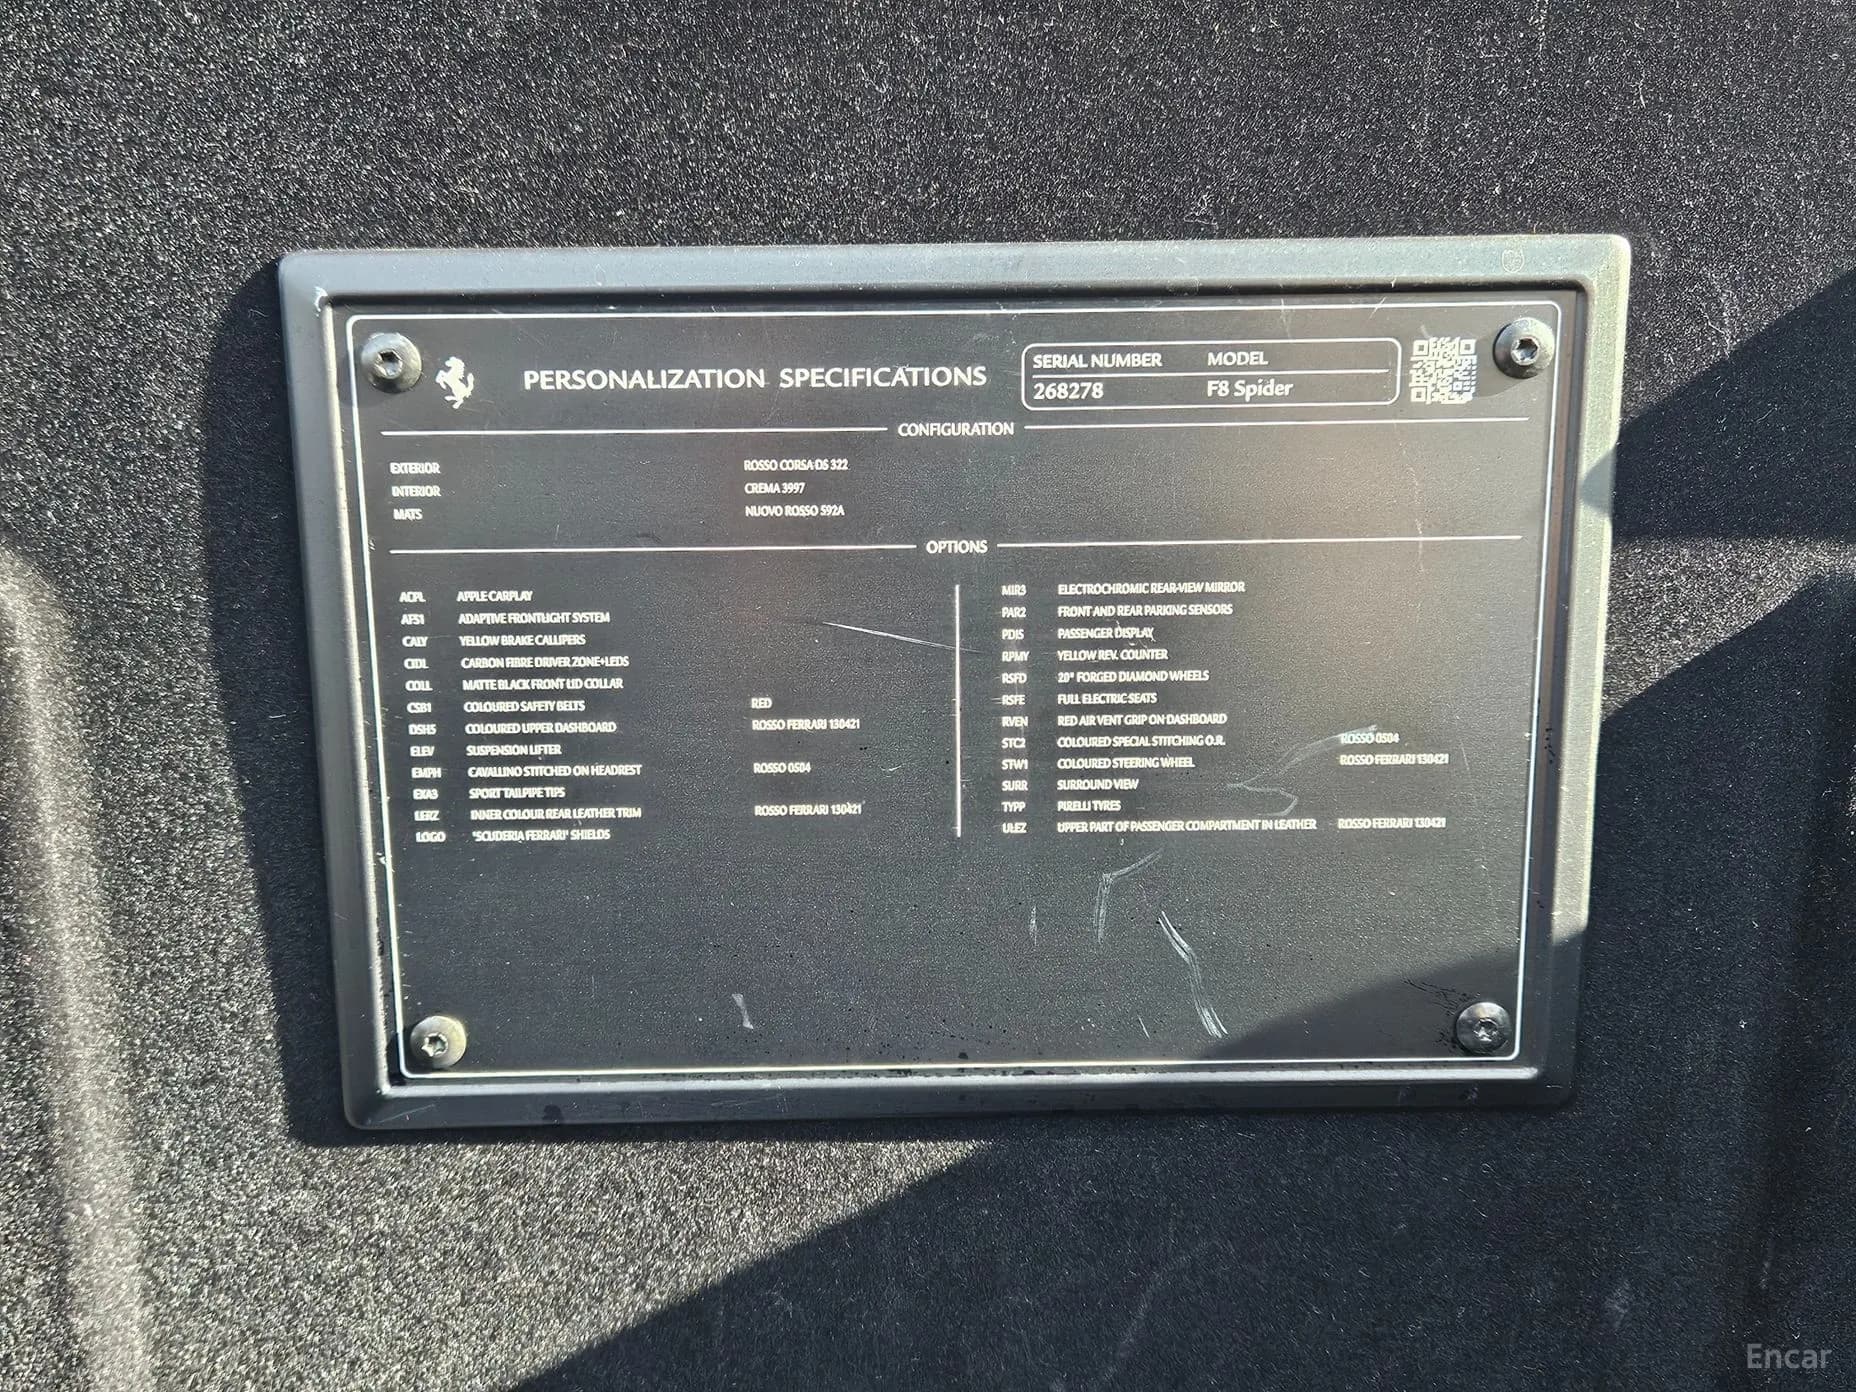 PERSONALIZATION SPECIFICATIONS
SERIAL NUMBER MODEL
268278 F8 Spider
CONFIGURATION
EXTERIOR ROSSO CORSA DS 322
INTERIOR CREMA 3997
MATS NUOVO ROSSO 592A
OPTIONS
ACPL APPLE CARPLAY
AFS1 ADAPTIVE FRONTLIGHT SYSTEM
CALY YELLOW BRAKE CALLIPERS
CIDL CARBON FIBRE DRIVER ZONE+LEDS
COLL MATTE BLACK FRONT LID COLLAR
CSB1 COLOURED SAFETY BELTS RED
DSH5 COLOURED UPPER DASHBOARD ROSSO FERRARI 130421
ELEV SUSPENSION LIFTER
EMPH CAVALLINO STITCHED ON HEADREST ROSSO 0504
EXA3 SPORT TAILPIPE TIPS
LERZ INNER COLOUR REAR LEATHER TRIM ROSSO FERRARI 130421
LOGO "SCUDERIA FERRARI" SHIELDS
MIR3 ELECTROCHROMIC REAR-VIEW MIRROR
PAR2 FRONT AND REAR PARKING SENSORS
PDIS PASSENGER DISPLAY
RPMY YELLOW REV. COUNTER
RSFD 20" FORGED DIAMOND WHEELS
RSFE FULL ELECTRIC SEATS
RVEN RED AIR VENT GRIP ON DASHBOARD
STC2 COLOURED SPECIAL STITCHING O.R. ROSSO 0504
STW1 COLOURED STEERING WHEEL ROSSO FERRARI 130421
SURR SURROUND VIEW
TYPP PIRELLI TYRES
ULEZ UPPER PART OF PASSENGER COMPARTMENT IN LEATHER ROSSO FERRARI 130421
Encar